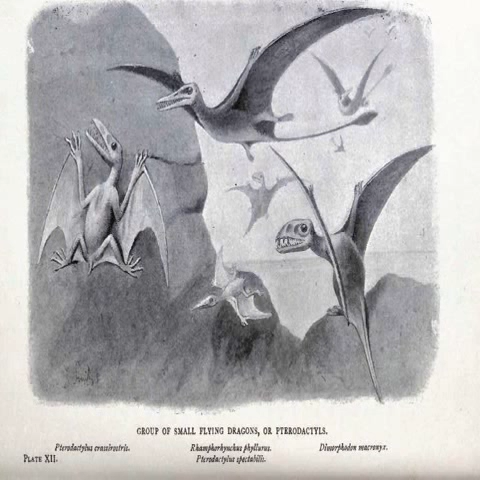 GROUP OF SMALL FLYING DRAGONS, OR PTERODACTYLS.
Pterodactylus crassirostris. Rhamphorhynchus phyllurus. Dimorphodon macronyx.
PLATE XII. Pterodactylus spectabilis.